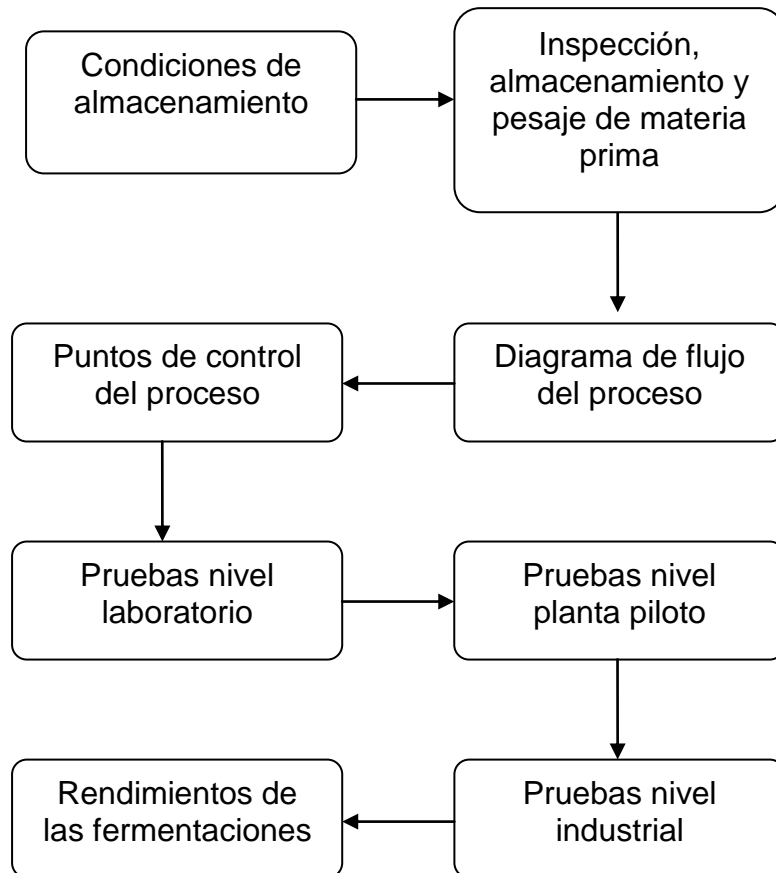 Condiciones de
almacenamiento
Inspección,
almacenamiento y
pesaje de materia
prima
Diagrama de flujo
del proceso
Puntos de control
del proceso
Pruebas nivel
laboratorio
Pruebas nivel
planta piloto
Pruebas nivel
industrial
Rendimientos de
las fermentaciones